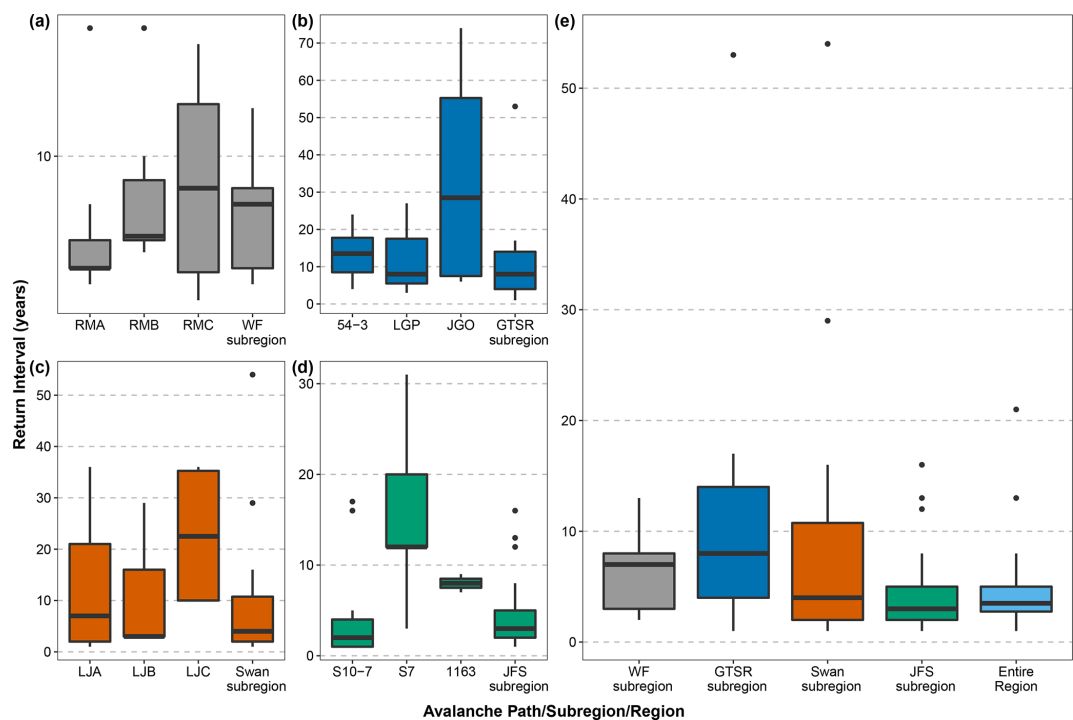 (a)
10
RMA RMB RMC WF
subregion
(b)
70
60
50
40
30
20
10
0
54−3 LGP JGO GTSR
subregion
(c)
50
40
30
20
10
0
LJA LJB LJC Swan
subregion
(d)
30
20
10
0
S10−7 S7 1163 JFS
subregion
(e)
50
40
30
20
10
0
WF GTSR Swan JFS Entire
subregion subregion subregion subregion Region
Return Interval (years)
Avalanche Path/Subregion/Region